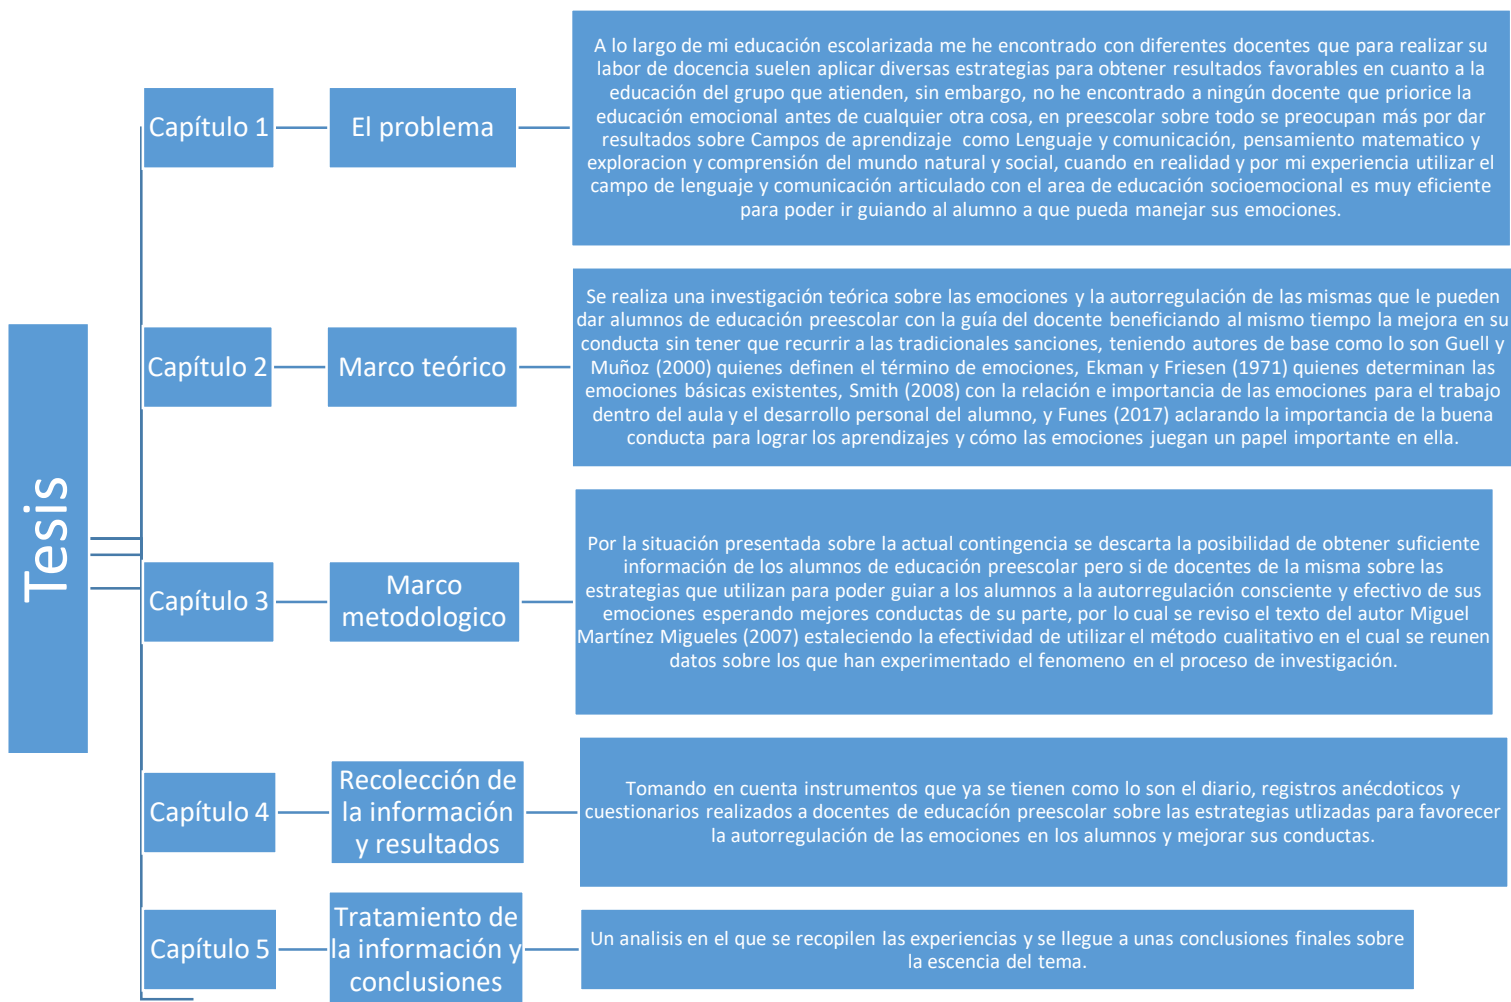 Tesis
Capítulo 1
El problema
A lo largo de mi educación escolarizada me he encontrado con diferentes docentes que para realizar su
labor de docencia suelen aplicar diversas estrategias para obtener resultados favorables en cuanto a la
educación del grupo que atienden, sin embargo, no he encontrado a ningún docente que priorice la
educación emocional antes de cualquier otra cosa, en preescolar sobre todo se preocupan más por dar
resultados sobre Campos de aprendizaje como Lenguaje y comunicación, pensamiento matematico y
exploracion y comprensión del mundo natural y social, cuando en realidad y por mi experiencia utilizar el
campo de lenguaje y comunicación articulado con el area de educación socioemocional es muy eficiente
para poder ir guiando al alumno a que pueda manejar sus emociones.
Capítulo 2
Marco teórico
Se realiza una investigación teórica sobre las emociones y la autorregulación de las mismas que le pueden
dar alumnos de educación preescolar con la guía del docente beneficiando al mismo tiempo la mejora en su
conducta sin tener que recurrir a las tradicionales sanciones, teniendo autores de base como lo son Guell y
Muñoz (2000) quienes definen el término de emociones, Ekman y Friesen (1971) quienes determinan las
emociones básicas existentes, Smith (2008) con la relación e importancia de las emociones para el trabajo
dentro del aula y el desarrollo personal del alumno, y Funes (2017) aclarando la importancia de la buena
conducta para lograr los aprendizajes y cómo las emociones juegan un papel importante en ella.
Capítulo 3
Marco
metodologico
Por la situación presentada sobre la actual contingencia se descarta la posibilidad de obtener suficiente
información de los alumnos de educación preescolar pero si de docentes de la misma sobre las
estrategias que utilizan para poder guiar a los alumnos a la autorregulación consciente y efectivo de sus
emociones esperando mejores conductas de su parte, por lo cual se reviso el texto del autor Miguel
Martínez Migueles (2007) estaleciendo la efectividad de utilizar el método cualitativo en el cual se reunen
datos sobre los que han experimentado el fenomeno en el proceso de investigación.
Capítulo 4
Recolección de
la información
y resultados
Tomando en cuenta instrumentos que ya se tienen como lo son el diario, registros anécdoticos y
cuestionarios realizados a docentes de educación preescolar sobre las estrategias utlizadas para favorecer
la autorregulación de las emociones en los alumnos y mejorar sus conductas.
Capítulo 5
Tratamiento de
la información y
conclusiones
Un analisis en el que se recopilen las experiencias y se llegue a unas conclusiones finales sobre
la escencia del tema.